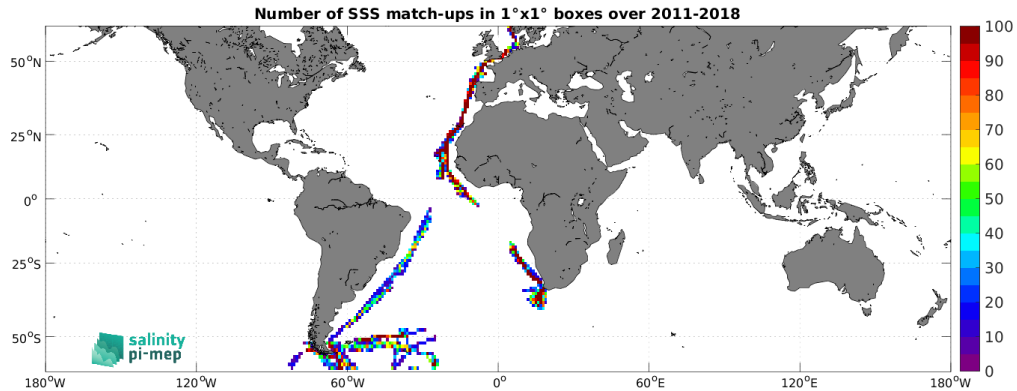 Number of SSS match-ups in 1°x1° boxes over 2011-2018
50°N
25°N
0°
25°S
50°S
180°W
120°W
60°W
0°
60°E
120°E
180°W
100
90
80
70
60
50
40
30
20
10
0
salinity
pi-mep